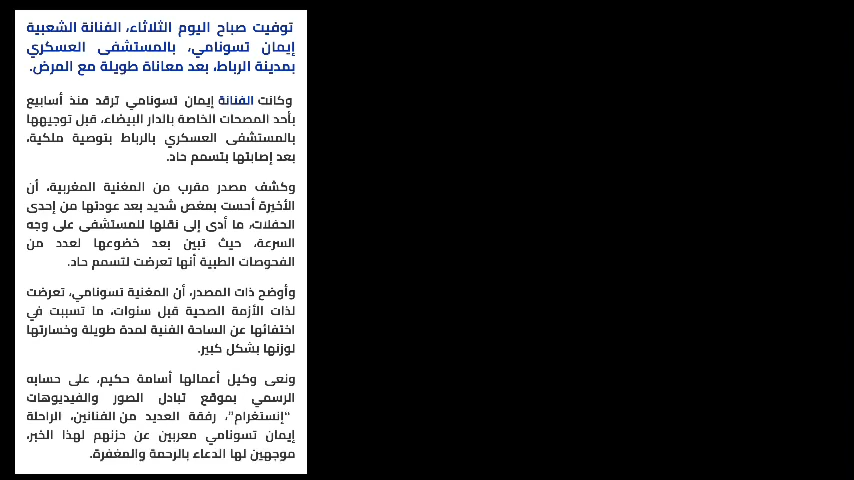 توفيت صباح اليوم الثلاثاء، الفنانة الشعبية
إيمان تسونامي، بالمستشفى العسكري
بمدينة الرباط، بعد معاناة طويلة مع المرض.
وكانت الفنانة إيمان تسونامي ترقد منذ أسابيع
بأحد المصحات الخاصة بالدار البيضاء، قبل توجيهها
بالمستشفى العسكري بالرباط بتوصية ملكية،
بعد إصابتها بتسمم حاد.
وكشف مصدر مقرب من المغنية المغربية، أن
الأخيرة أحست بمغص شديد بعد عودتها من إحدى
الحفلات، ما أدى إلى نقلها للمستشفى على وجه
السرعة، حيث تبين بعد خضوعها لعدد من
الفحوصات الطبية أنها تعرضت لتسمم حاد.
وأوضح ذات المصدر، أن المغنية تسونامي، تعرضت
لذات الأزمة الصحية قبل سنوات، ما تسببت في
اختفائها عن الساحة الفنية لمدة طويلة وخسارتها
لوزنها بشكل كبير.
ونعى وكيل أعمالها أسامة حكيم، على حسابه
الرسمي بموقع تبادل الصور والفيديوهات
“إنستغرام”، رفقة العديد من الفنانين، الراحلة
إيمان تسونامي معربين عن حزنهم لهذا الخبر،
موجهين لها الدعاء بالرحمة والمغفرة.